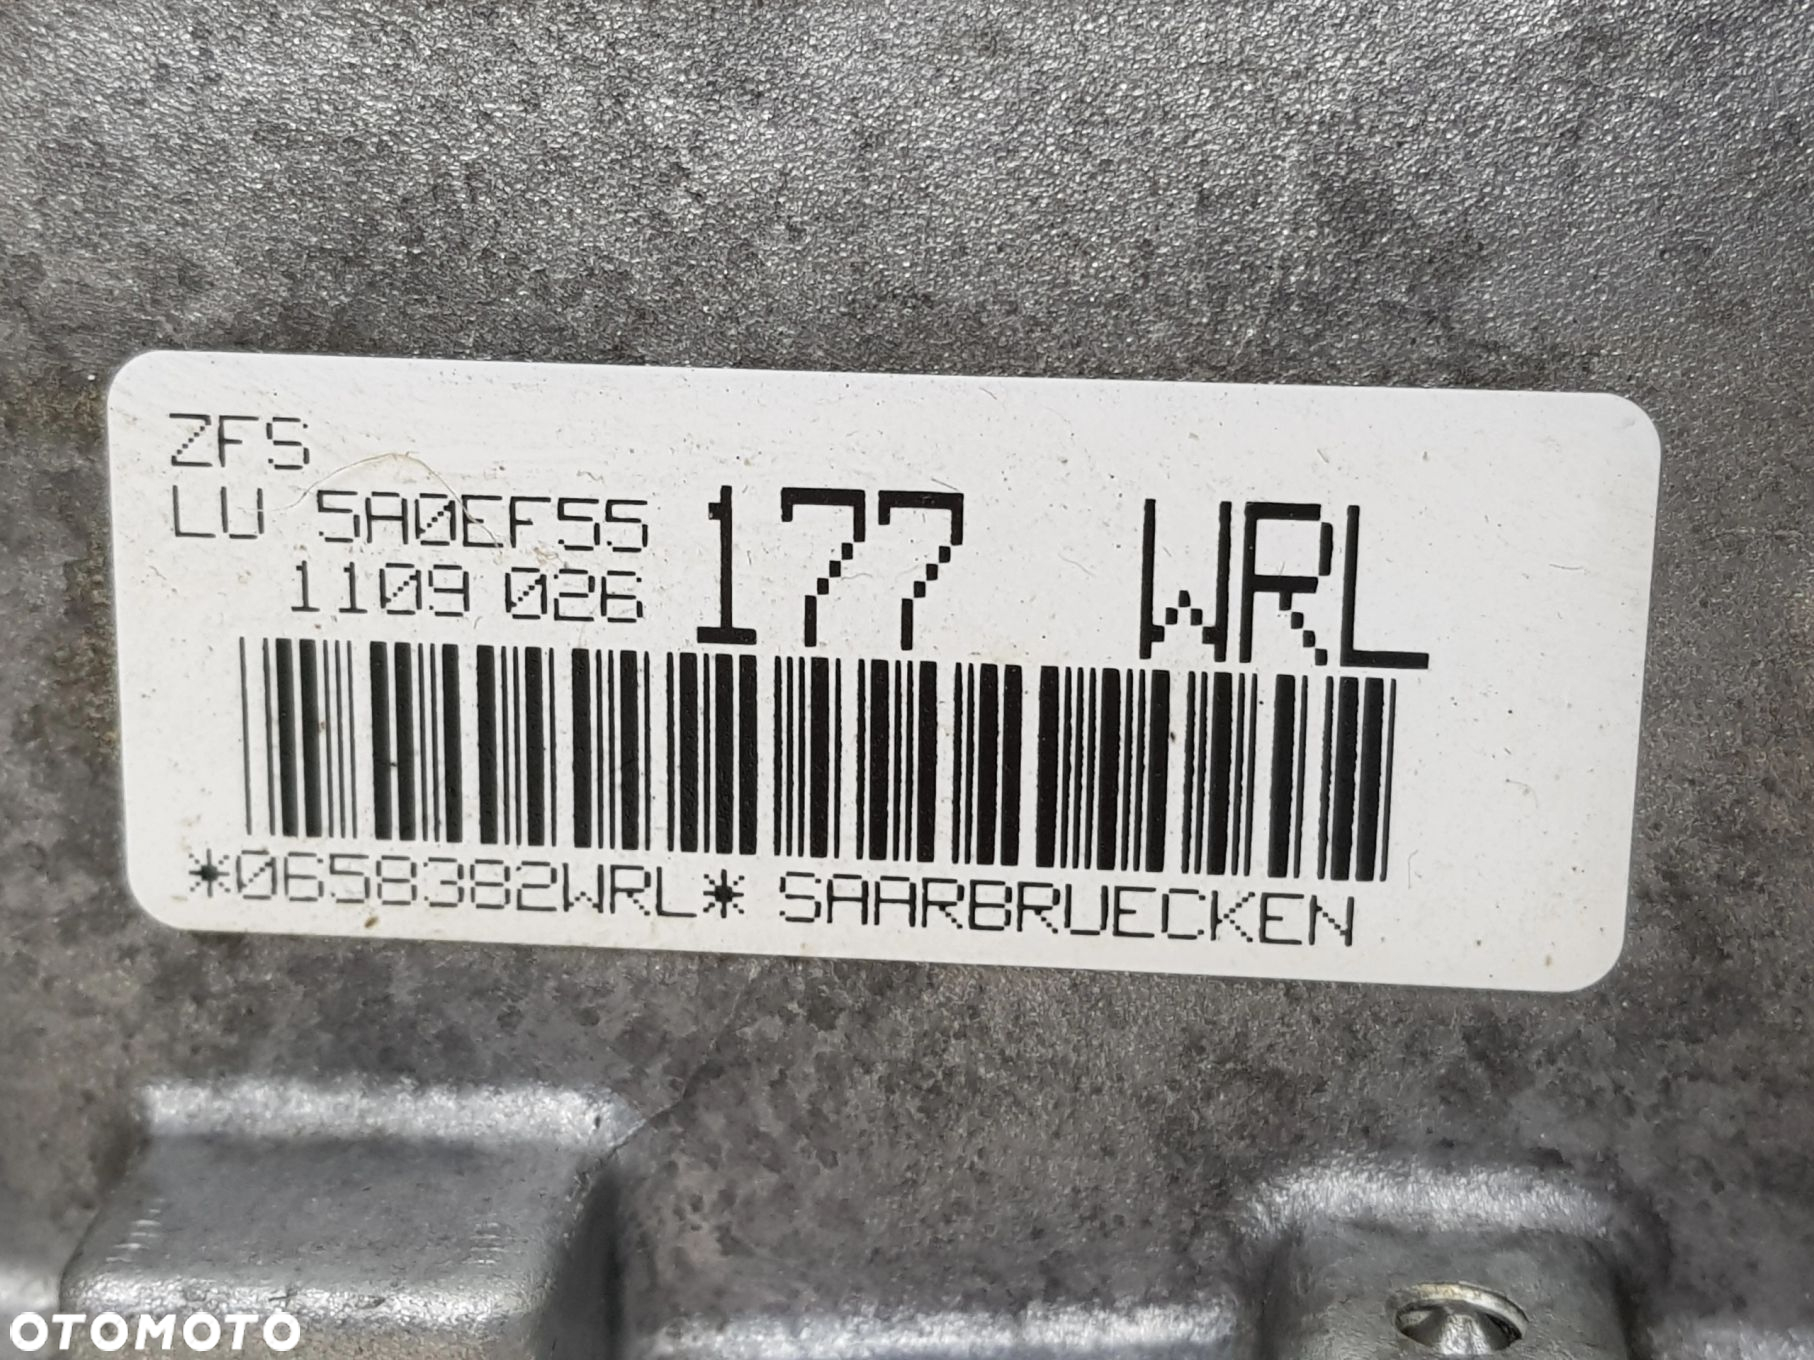 ZFS
LU 5A0EF55 177 WRL
1109 026
*0658382WRL* SAARBRUECKEN
OTOMOTO